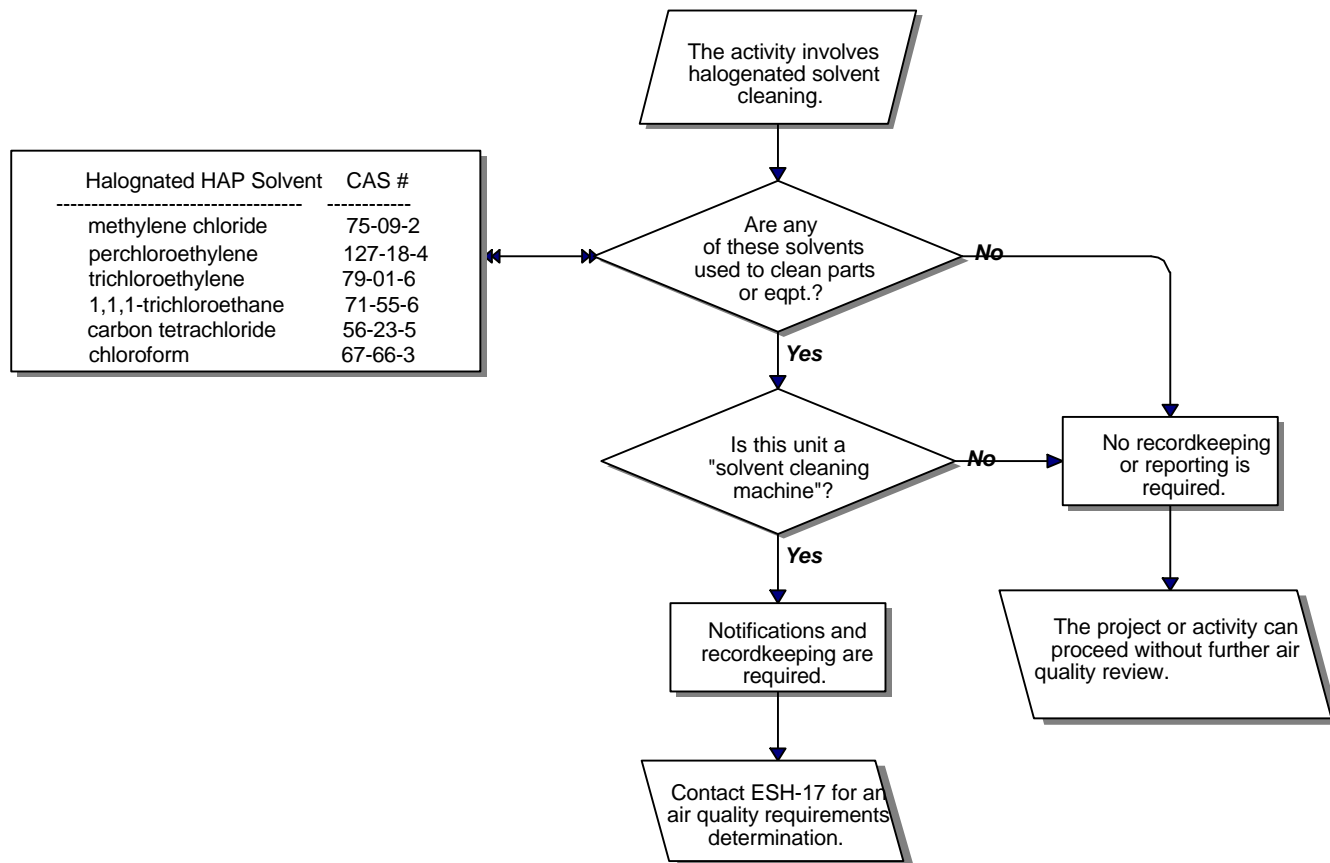 The activity involves
halogenated solvent
cleaning.
Halognated HAP Solvent CAS #
------------------------------------ -------------
methylene chloride 75-09-2
perchloroethylene 127-18-4
trichloroethylene 79-01-6
1,1,1-trichloroethane 71-55-6
carbon tetrachloride 56-23-5
chloroform 67-66-3
Are any
of these solvents
used to clean parts
or eqpt.?
No
Yes
Is this unit a
"solvent cleaning
machine"?
No
Yes
No recordkeeping
or reporting is
required.
Notifications and
recordkeeping are
required.
The project or activity can
proceed without further air
quality review.
Contact ESH-17 for an
air quality requirements
determination.